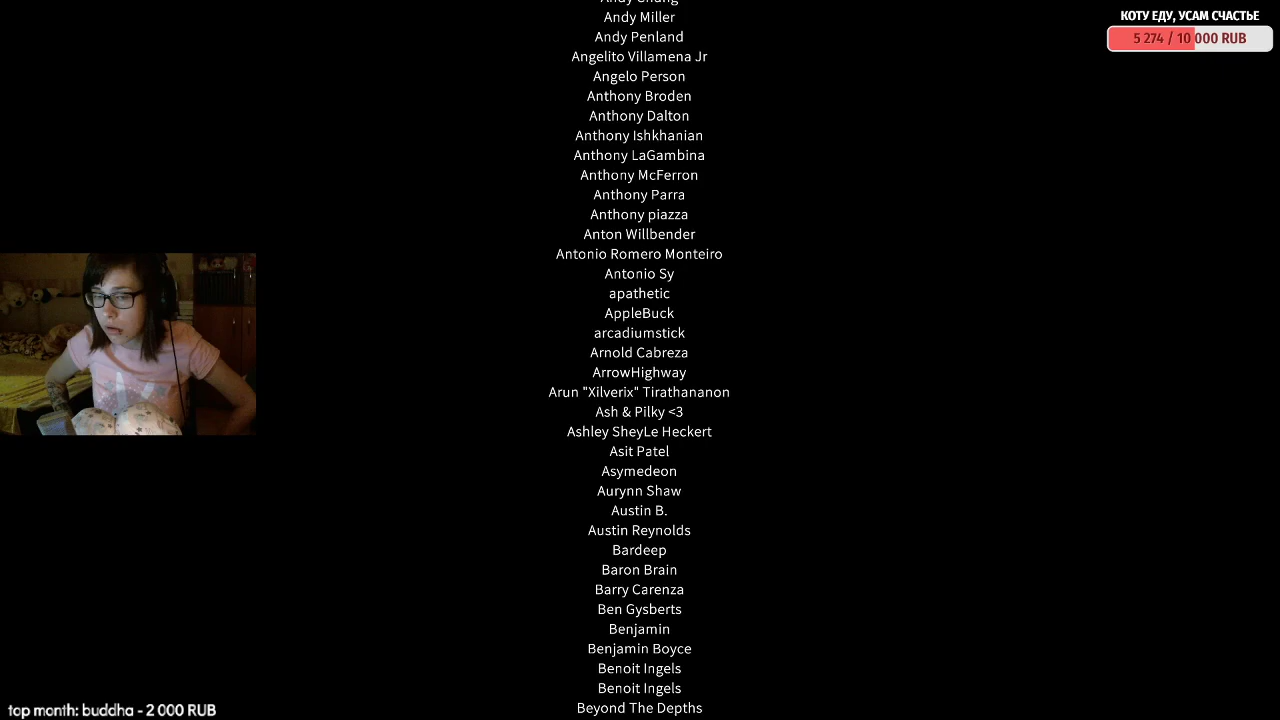 Andy Miller
Andy Penland
Angelito Villamena Jr
Angelo Person
Anthony Broden
Anthony Dalton
Anthony Ishkhanian
Anthony LaGambina
Anthony McFerron
Anthony Parra
Anthony piazza
Anton Willbender
Antonio Romero Monteiro
Antonio Sy
apathetic
AppleBuck
arcadiumstick
Arnold Cabreza
ArrowHighway
Arun "Xilverix" Tirathananon
Ash & Pilky <3
Ashley SheyLe Heckert
Asit Patel
Asymedeon
Aurynn Shaw
Austin B.
Austin Reynolds
Bardeep
Baron Brain
Barry Carenza
Ben Gysberts
Benjamin
Benjamin Boyce
Benoit Ingels
Benoit Ingels
Beyond The Depths
КОТУ ЕДУ, УСАМ СЧАСТЬЕ
5 274 / 10 000 RUB
top month: buddha - 2 000 RUB